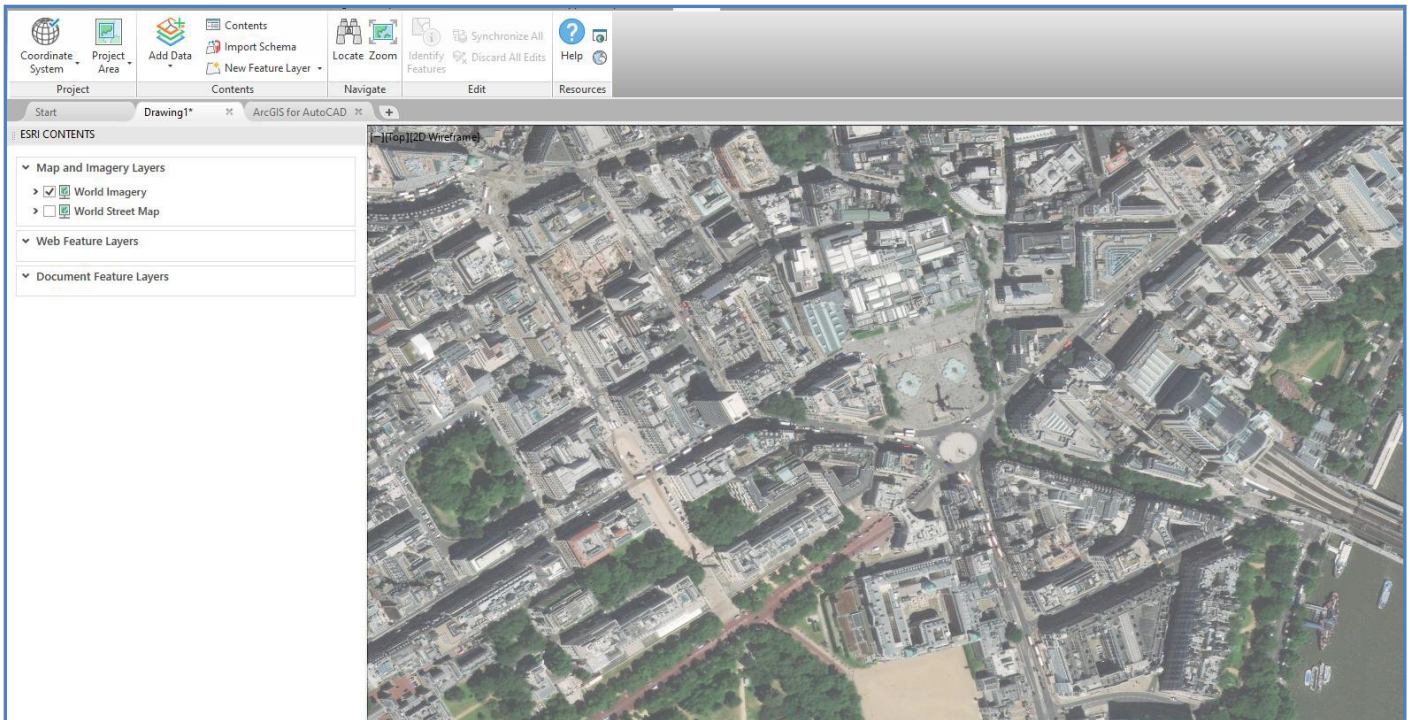 Coordinate System
Project Area
Add Data
Contents
Import Schema
New Feature Layer
Locate
Zoom
Identify Features
Synchronize All
Discard All Edits
Help
Project
Contents
Navigate
Edit
Resources
Start
Drawing1*
ArcGIS for AutoCAD
ESRI CONTENTS
[−][Top][2D Wireframe]
Map and Imagery Layers
World Imagery
World Street Map
Web Feature Layers
Document Feature Layers